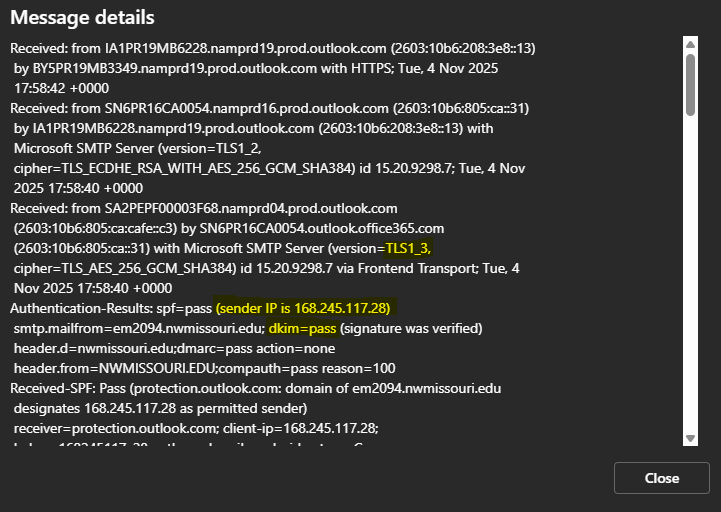 Message details
Received: from IA1PR19MB6228.namprd19.prod.outlook.com (2603:10b6:208:3e8::13)
by BY5PR19MB3349.namprd19.prod.outlook.com with HTTPS; Tue, 4 Nov 2025
17:58:42 +0000
Received: from SN6PR16CA0054.namprd16.prod.outlook.com (2603:10b6:805:ca::31)
by IA1PR19MB6228.namprd19.prod.outlook.com (2603:10b6:208:3e8::13) with
Microsoft SMTP Server (version=TLS1_2,
cipher=TLS_ECDHE_RSA_WITH_AES_256_GCM_SHA384) id 15.20.9298.7; Tue, 4 Nov
2025 17:58:40 +0000
Received: from SA2PEPF00003F68.namprd04.prod.outlook.com
(2603:10b6:805:ca:cafe::c3) by SN6PR16CA0054.outlook.office365.com
(2603:10b6:805:ca::31) with Microsoft SMTP Server (version=TLS1_3,
cipher=TLS_AES_256_GCM_SHA384) id 15.20.9298.7 via Frontend Transport; Tue, 4
Nov 2025 17:58:40 +0000
Authentication-Results: spf=pass (sender IP is 168.245.117.28)
smtp.mailfrom=em2094.nwmissouri.edu; dkim=pass (signature was verified)
header.d=nwmissouri.edu;dmarc=pass action=none
header.from=NWMISSOURI.EDU;compauth=pass reason=100
Received-SPF: Pass (protection.outlook.com: domain of em2094.nwmissouri.edu
designates 168.245.117.28 as permitted sender)
receiver=protection.outlook.com; client-ip=168.245.117.28;
Close